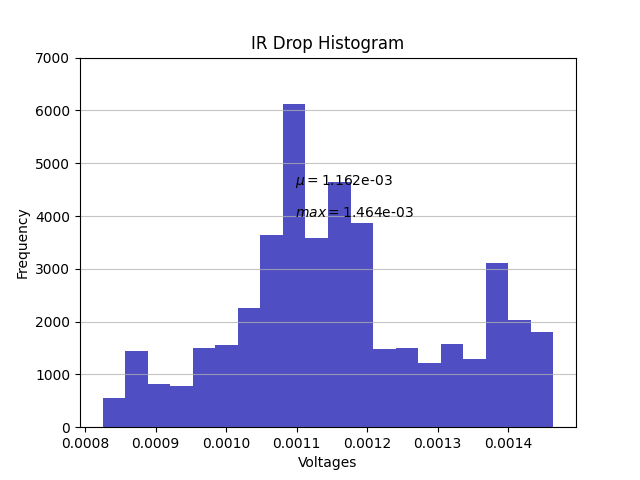 IR Drop Histogram
7000
6000
5000
4000
3000
2000
1000
0
Frequency
μ = 1.162e-03
max = 1.464e-03
0.0008 0.0009 0.0010 0.0011 0.0012 0.0013 0.0014
Voltages